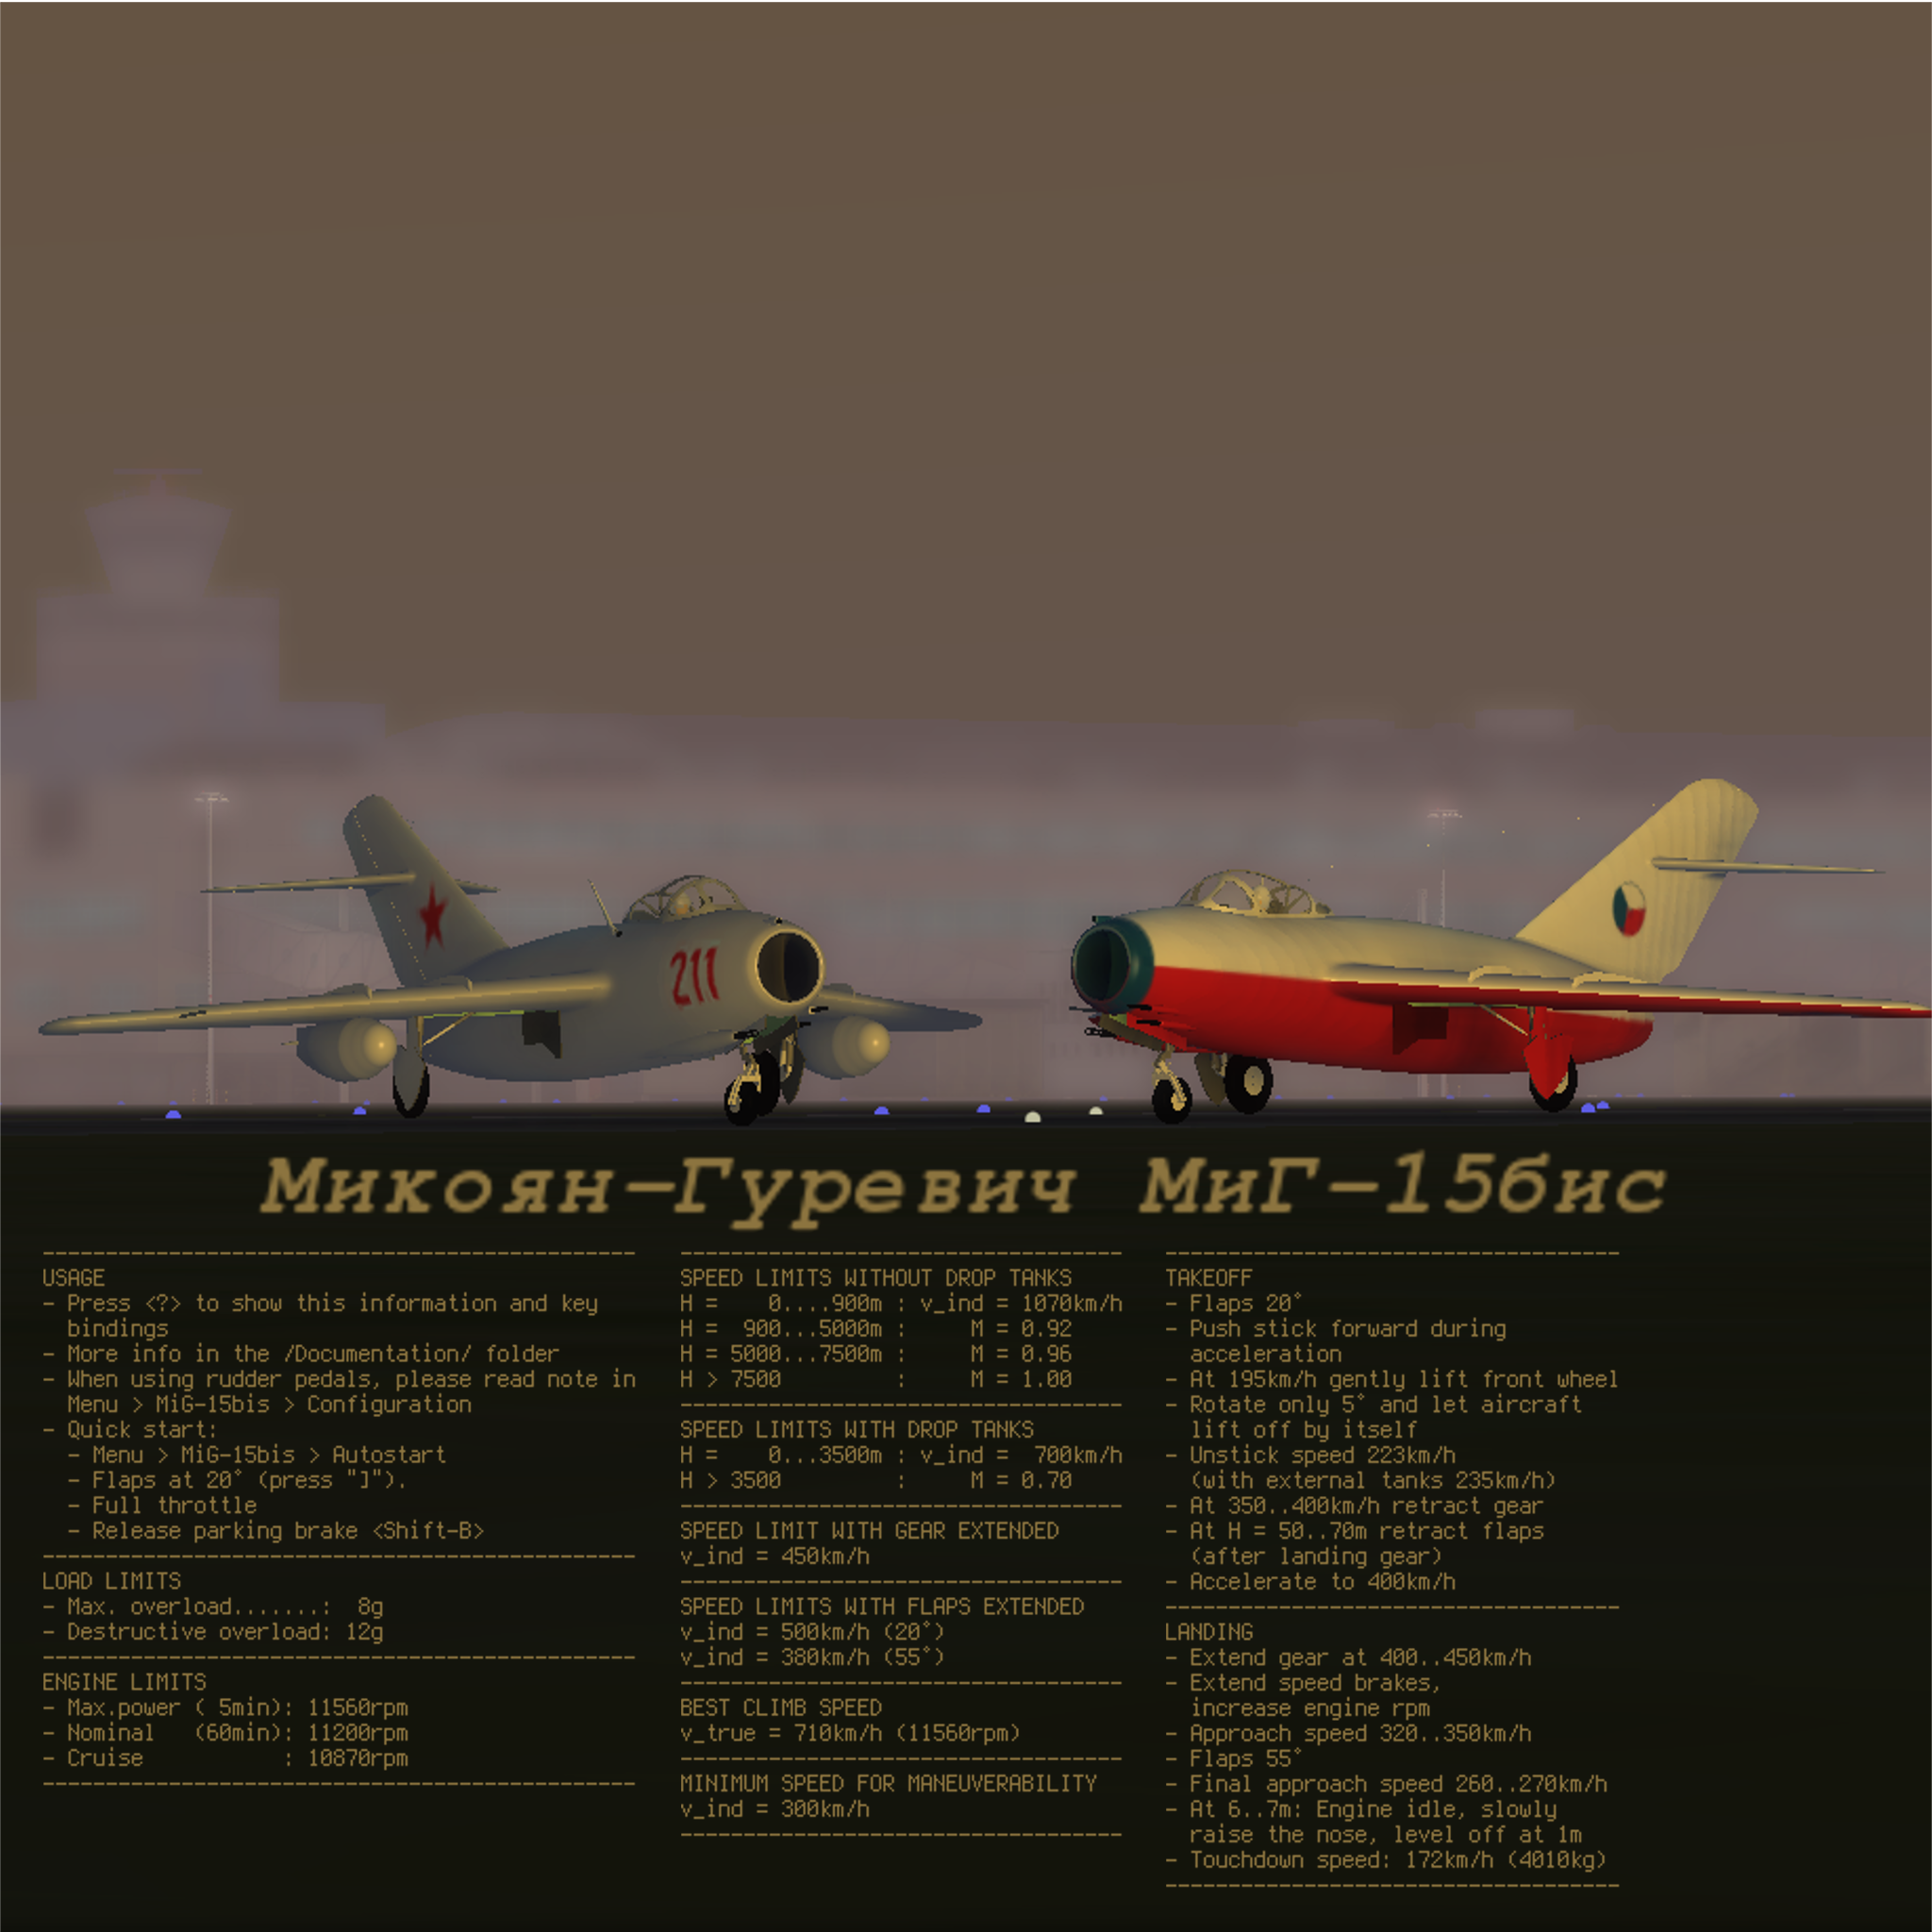 211
Микоян-Гуревич МиГ-15бис
-----------------------------------------------
USAGE
- Press <?> to show this information and key
bindings
- More info in the /Documentation/ folder
- When using rudder pedals, please read note in
Menu > MiG-15bis > Configuration
- Quick start:
- Menu > MiG-15bis > Autostart
- Flaps at 20° (press "]").
- Full throttle
- Release parking brake <Shift-B>
-----------------------------------------------
LOAD LIMITS
- Max. overload.......:  8g
- Destructive overload: 12g
-----------------------------------------------
ENGINE LIMITS
- Max.power ( 5min): 11560rpm
- Nominal   (60min): 11200rpm
- Cruise           : 10870rpm
-----------------------------------------------
-----------------------------------
SPEED LIMITS WITHOUT DROP TANKS
H =    0....900m : v_ind = 1070km/h
H =  900...5000m :     M = 0.92
H = 5000...7500m :     M = 0.96
H > 7500         :     M = 1.00
-----------------------------------
SPEED LIMITS WITH DROP TANKS
H =    0...3500m : v_ind =  700km/h
H > 3500         :     M = 0.70
-----------------------------------
SPEED LIMIT WITH GEAR EXTENDED
v_ind = 450km/h
-----------------------------------
SPEED LIMITS WITH FLAPS EXTENDED
v_ind = 500km/h (20°)
v_ind = 380km/h (55°)
-----------------------------------
BEST CLIMB SPEED
v_true = 710km/h (11560rpm)
-----------------------------------
MINIMUM SPEED FOR MANEUVERABILITY
v_ind = 300km/h
-----------------------------------
------------------------------------
TAKEOFF
- Flaps 20°
- Push stick forward during
acceleration
- At 195km/h gently lift front wheel
- Rotate only 5° and let aircraft
lift off by itself
- Unstick speed 223km/h
(with external tanks 235km/h)
- At 350..400km/h retract gear
- At H = 50..70m retract flaps
(after landing gear)
- Accelerate to 400km/h
------------------------------------
LANDING
- Extend gear at 400..450km/h
- Extend speed brakes,
increase engine rpm
- Approach speed 320..350km/h
- Flaps 55°
- Final approach speed 260..270km/h
- At 6..7m: Engine idle, slowly
raise the nose, level off at 1m
- Touchdown speed: 172km/h (4010kg)
------------------------------------